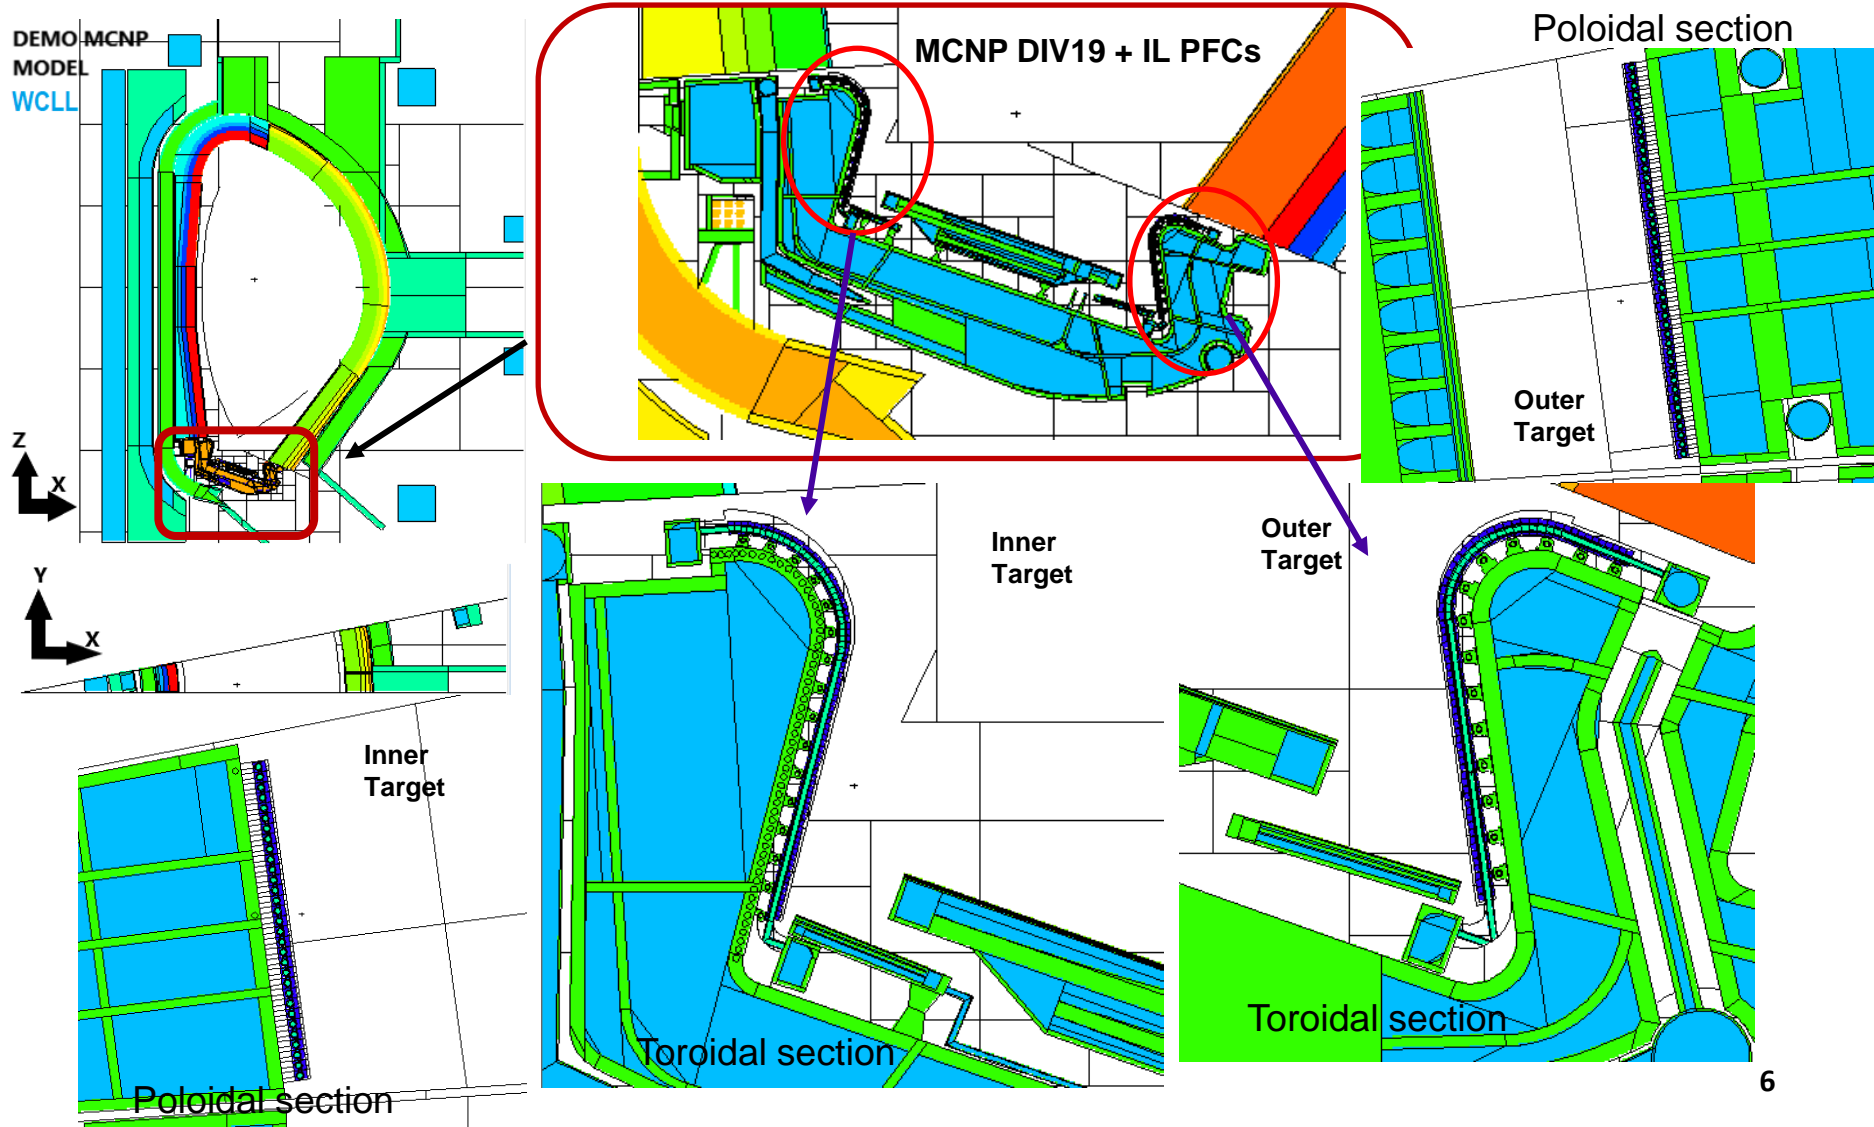 DEMO MCNP
MODEL
WCLL
Z
X
MCNP DIV19 + IL PFCs
Poloidal section
Outer
Target
Y
X
Inner
Target
Poloidal section
Inner
Target
Toroidal section
Outer
Target
Toroidal section
6